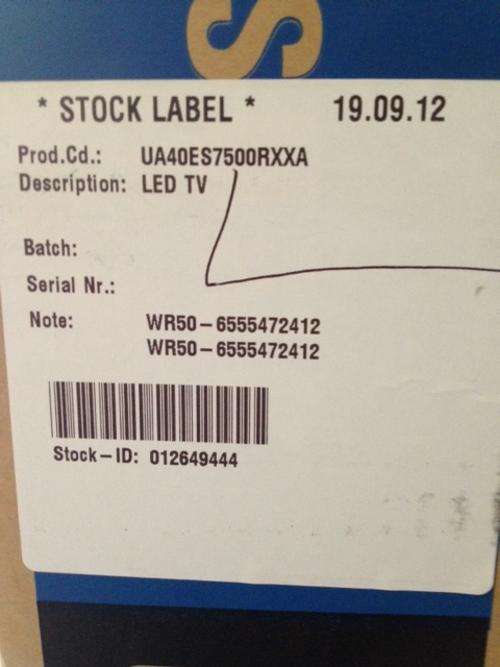 S
* STOCK LABEL * 19.09.12
Prod.Cd.: UA40ES7500RXXA
Description: LED TV
Batch:
Serial Nr.:
Note: WR50-6555472412
WR50-6555472412
Stock-ID: 012649444